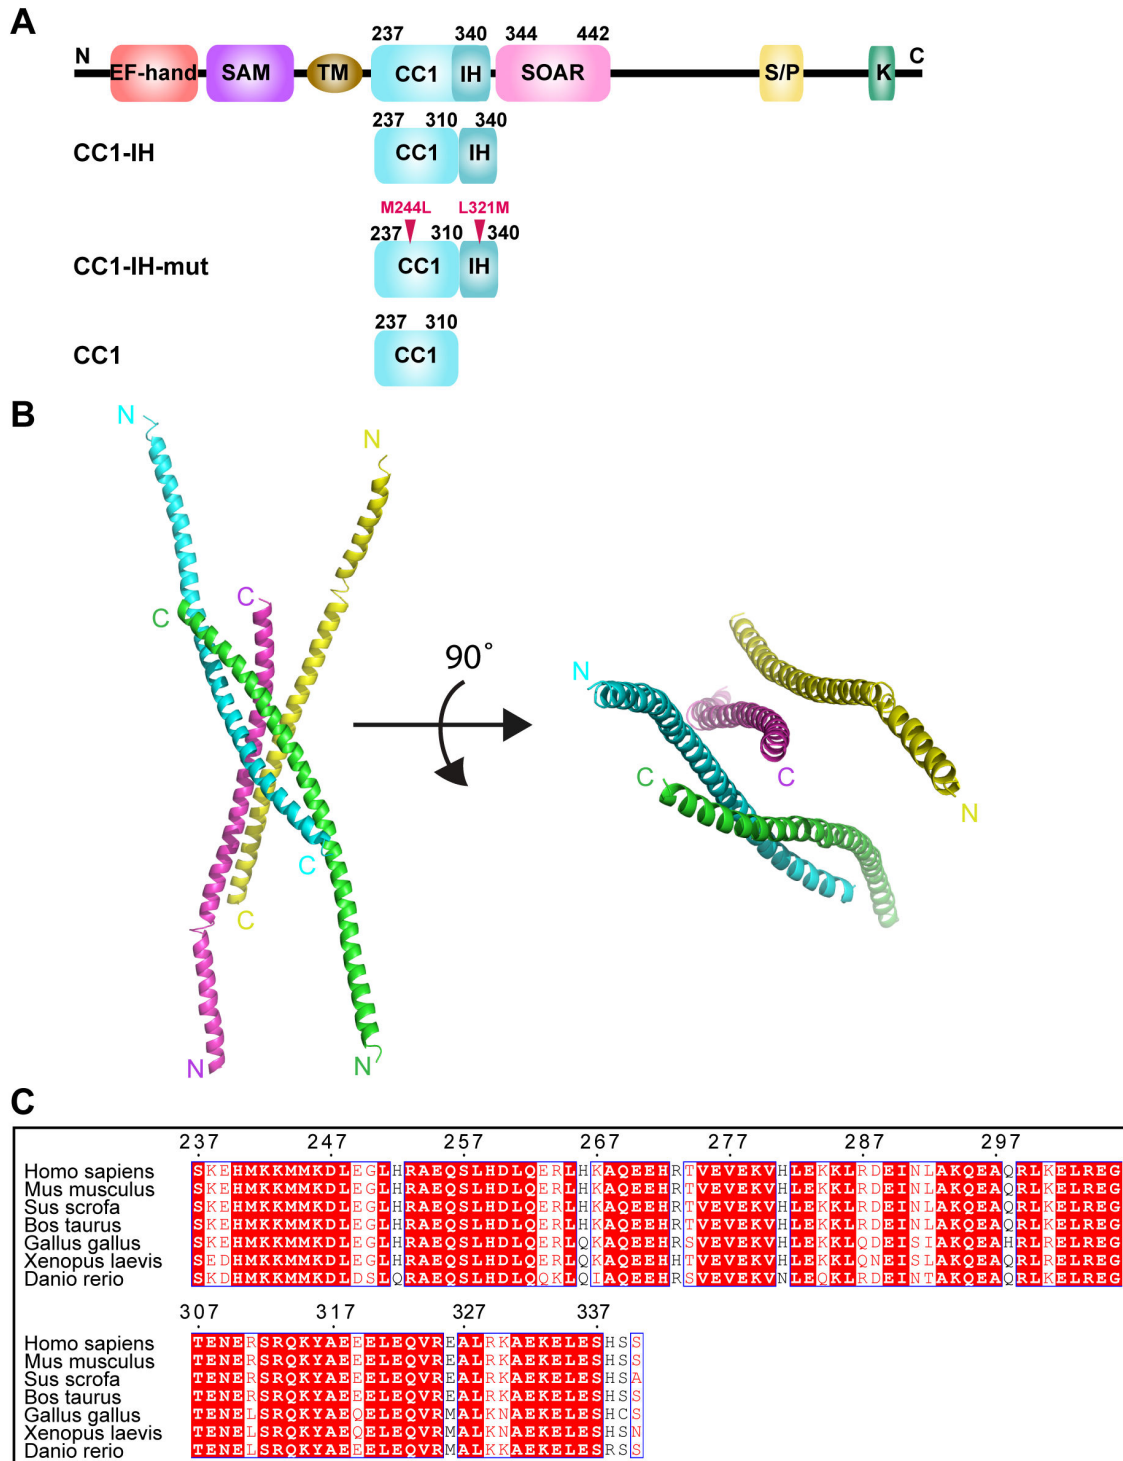 A
N
EF-hand SAM TM
237 340 344 442
CC1 IH SOAR
S/P K
C
CC1-IH
237 310 340
CC1 IH
M244L L321M
CC1-IH-mut
237 310 340
CC1 IH
CC1
237 310
CC1
B
N
N
C
C
C
C
N
N
90°
N
C
C
N
C
237 247 257 267 277 287 297
Homo sapiens SKEHMKKMMKDLEGLHRAEQSLHDLQERLHKAQEEHRTVEVEKVHLEKKLRDEINLAKQEAQRLKELREG
Mus musculus SKEHMKKMMKDLEGLHRAEQSLHDLQERLHKAQEEHRTVEVEKVHLEKKLRDEINLAKQEAQRLKELREG
Sus scrofa SKEHMKKMMKDLEGLHRAEQSLHDLQERLHKAQEEHRTVEVEKVHLEKKLRDEINLAKQEAHRLKELREG
Bos taurus SKEHMKKMMKDLEGLHRAEQSLHDLQERLHKAQEEHRTVEVEKVHLEKKLRDEINLAKQEAQRLKELREG
Gallus gallus SKEHMKKMMKDLEGLHRAEQSLHDLQERLQKAQEEHRSVEVEKVHLEKKLQDEISIAKQEAHRLRELREG
Xenopus laevis SEDHMKKMMKDLEGLHRAEQSLHDLQERLQKAQEEHRTVEVEKVHLEKKLQNEISLAKQEAQRLKELREG
Danio rerio SKDHMKKMMKDLDSLQRAEQSLHDLQQKLQIAQEEHRSVEVEKVNLEQKLRDEINTAKQEAQRLKELREG
307 317 327 337
Homo sapiens TENERSRQKYAEEELEQVREALRKAEKELESHSS
Mus musculus TENERSRQKYAEEELEQVREALRKAEKELESHSS
Sus scrofa TENERSRQKYAEEELEQVREALRKAEKELESHSA
Bos taurus TENERSRQKYAEEELEQVREALRKAEKELESHSS
Gallus gallus TENELSRQKYAEQELEQVRMALKNAEKELESHCS
Xenopus laevis TENELSRQKYAEQELEQVRMALKNAEKELESHSN
Danio rerio TENELSRQKYAEEELEQVRMALKKAEKELESRSS